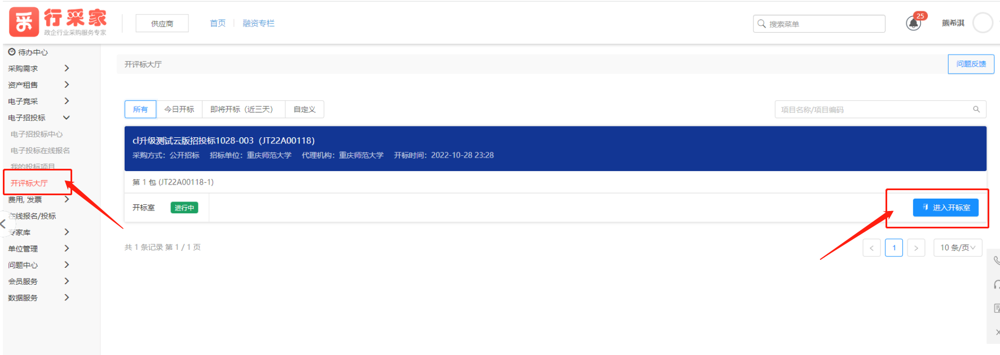 采 行采家
政企行业采购服务专家
供应商
首页
融资专栏
搜索菜单
25
熊希淇
待办中心
采购需求
资产租售
电子竞采
电子招投标
电子招投标中心
电子投标在线报名
我的投标项目
开评标大厅
费用, 发票
在线报名/投标
专家库
单位管理
问题中心
会员服务
数据服务
开评标大厅
问题反馈
所有
今日开标
即将开标（近三天）
自定义
项目名称/项目编码
cl升级测试云版招投标1028-003（JT22A00118）
采购方式：公开招标 招标单位：重庆师范大学 代理机构：重庆师范大学 开标时间：2022-10-28 23:28
第 1 包 (JT22A00118-1)
开标室
进行中
进入开标室
共 1 条记录 第 1 / 1 页
1
10 条/页